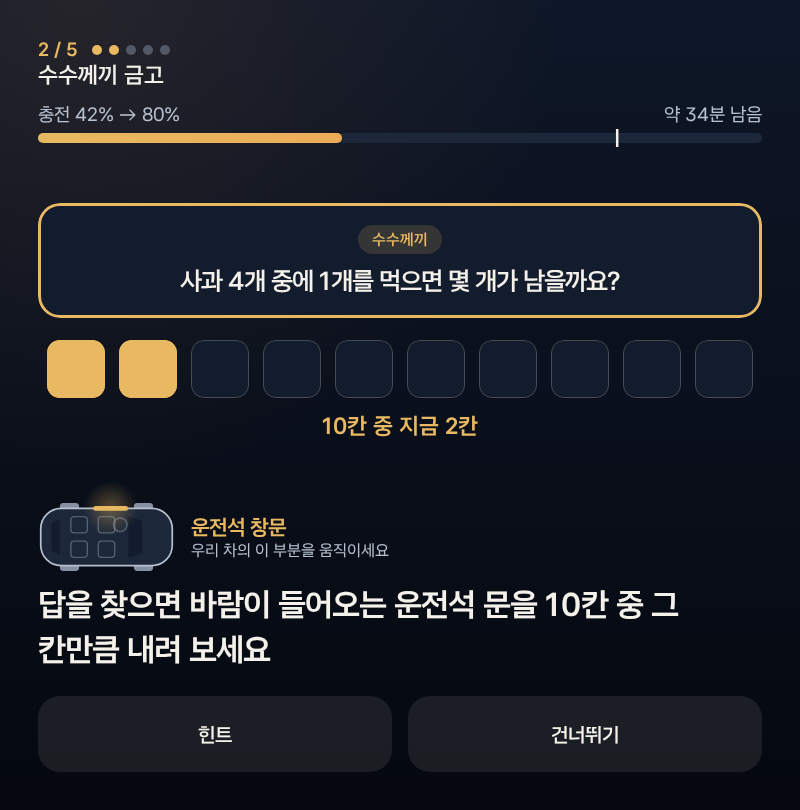 2 / 5
수수께끼 금고
충전 42% → 80%
약 34분 남음
수수께끼
사과 4개 중에 1개를 먹으면 몇 개가 남을까요?
10칸 중 지금 2칸
운전석 창문
우리 차의 이 부분을 움직이세요
답을 찾으면 바람이 들어오는 운전석 문을 10칸 중 그
칸만큼 내려 보세요
힌트
건너뛰기